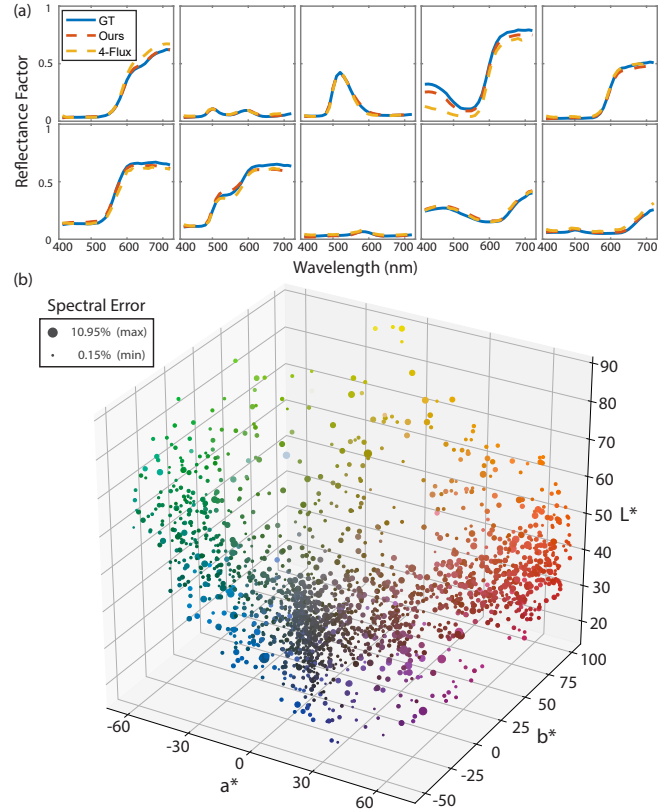 (a)
1
0.5
0
GT
Ours
4-Flux
Reflectance Factor
1
0.5
0
400 500 600 700
400 500 600 700
400 500 600 700
400 500 600 700
400 500 600 700
Wavelength (nm)
(b)
Spectral Error
10.95% (max)
0.15% (min)
90
80
70
60
50
40
30
20
L*
100
75
50
25
0
-25
-50
b*
-60
-30
0
30
60
a*